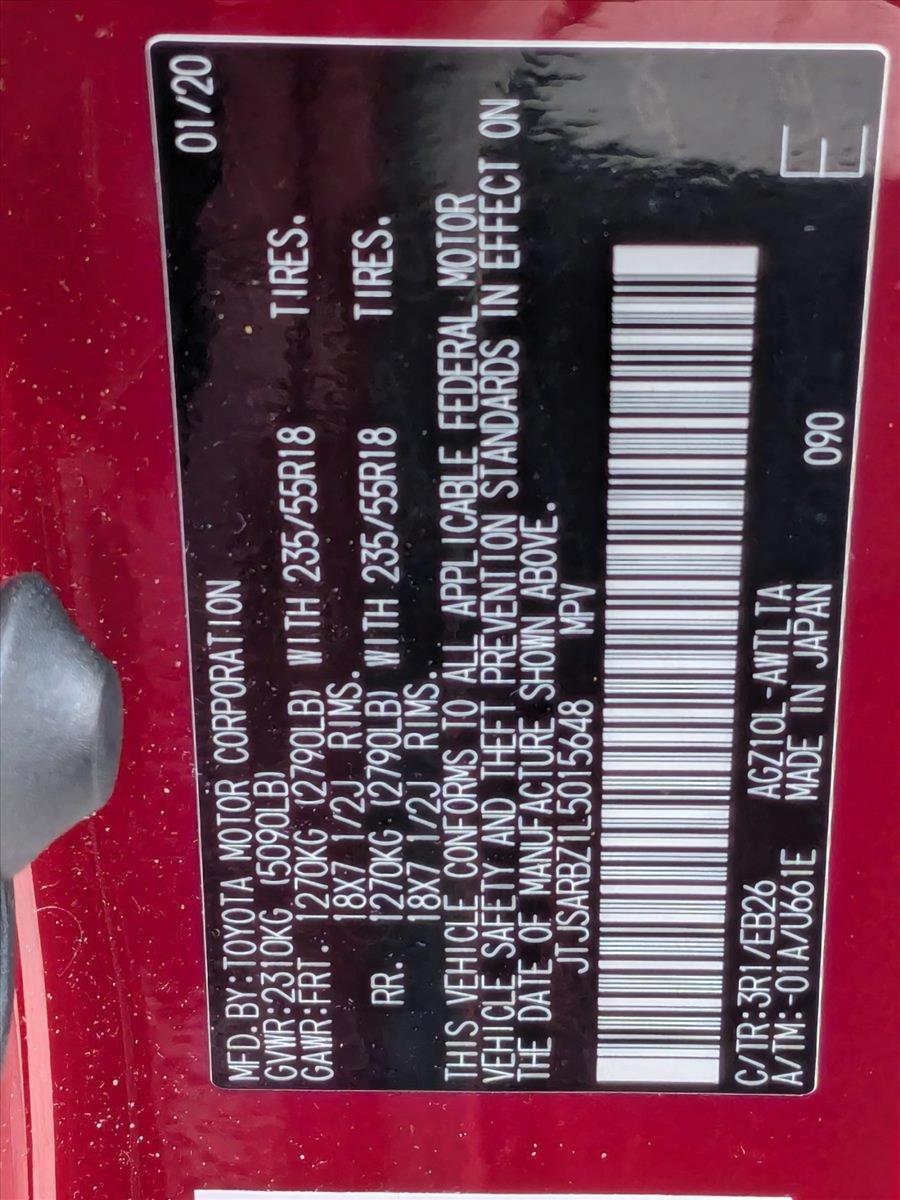 MFD.BY:TOYOTA MOTOR CORPORATION 01/20
GVWR:2310KG (5090LB)
GAWR:FRT. 1270KG (2790LB) WITH 235/55R18 TIRES.
18X7 1/2J RIMS.
RR. 1270KG (2790LB) WITH 235/55R18 TIRES.
18X7 1/2J RIMS.
THIS VEHICLE CONFORMS TO ALL APPLICABLE FEDERAL MOTOR
VEHICLE SAFETY AND THEFT PREVENTION STANDARDS IN EFFECT ON
THE DATE OF MANUFACTURE SHOWN ABOVE.
JTJSARBZ1L5015648 MPV
C/TR:3R1/EB26 AGZ10L-AWTLTA
A/TM:-01A/U661E MADE IN JAPAN 090
E